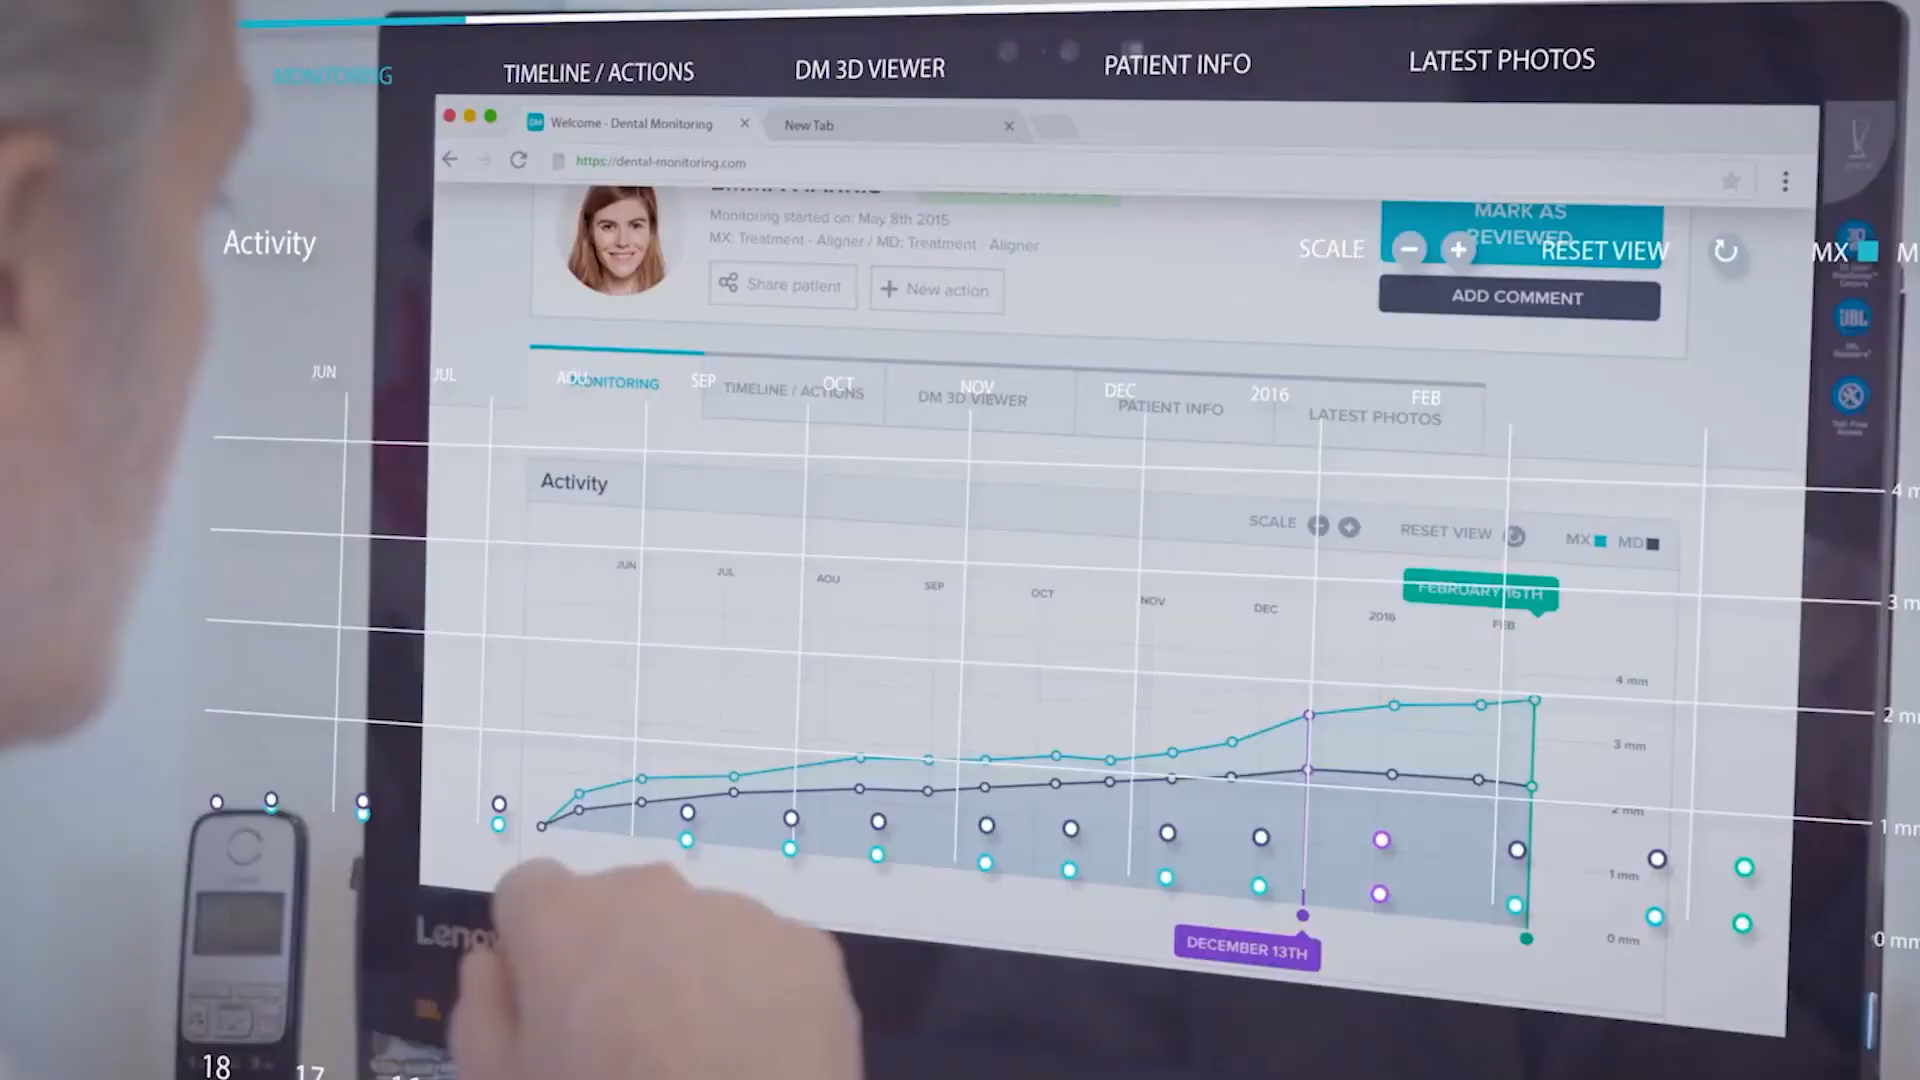 MONITORING
TIMELINE / ACTIONS
DM 3D VIEWER
PATIENT INFO
LATEST PHOTOS
Welcome - Dental Monitoring
New Tab
https://dental-monitoring.com
Monitoring started on: May 8th 2015
MX: Treatment - Aligner / MD: Treatment - Aligner
Share patient
New action
MARK AS
REVIEWED
ADD COMMENT
Activity
SCALE
RESET VIEW
MX
JUN
JUL
AOU
SEP
OCT
NOV
DEC
2016
FEB
MONITORING
TIMELINE / ACTIONS
DM 3D VIEWER
PATIENT INFO
LATEST PHOTOS
Activity
SCALE
RESET VIEW
MX
MD
JUN
JUL
AOU
SEP
OCT
NOV
DEC
2016
FEB
FEBRUARY 16TH
4 mm
3 mm
2 mm
1 mm
0 mm
DECEMBER 13TH
4 m
3 m
2 m
1 m
0 mm
JBL
18
17